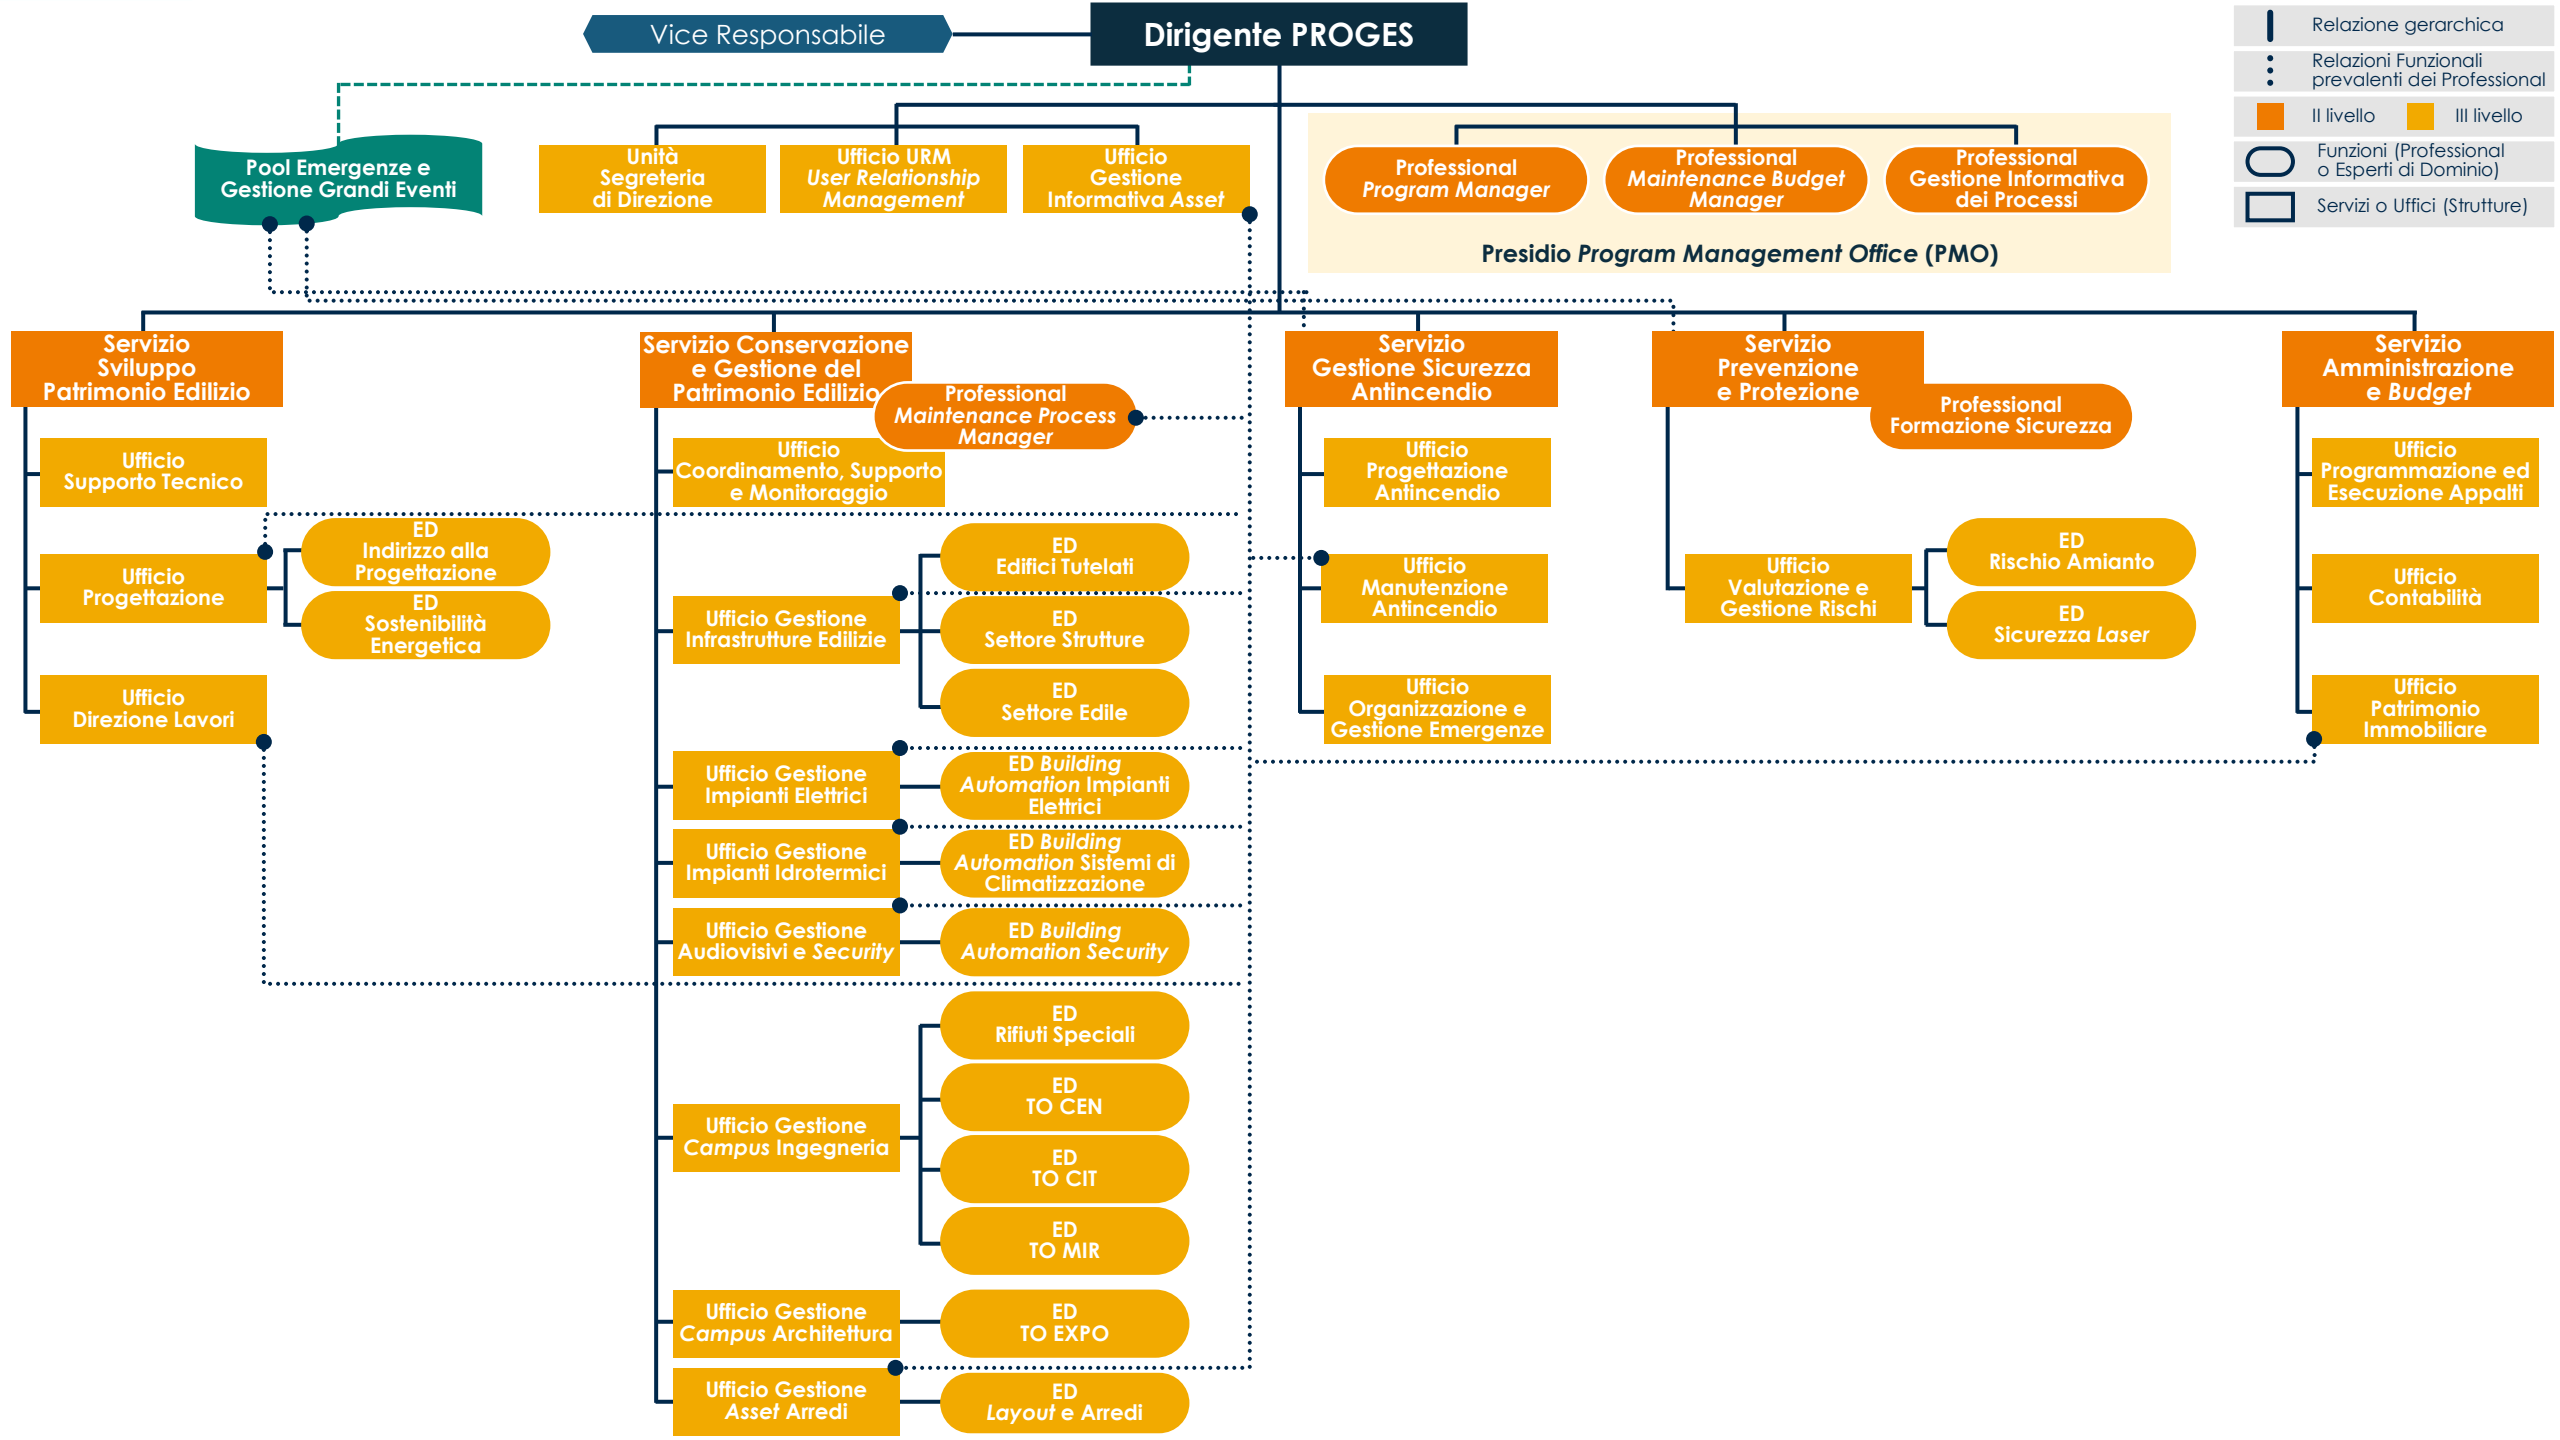 Vice Responsabile
Dirigente PROGES
Relazione gerarchica
Relazioni Funzionali
prevalenti dei Professional
II livello
III livello
Funzioni (Professional
o Esperti di Dominio)
Servizi o Uffici (Strutture)
Pool Emergenze e
Gestione Grandi Eventi
Unità
Segreteria
di Direzione
Ufficio URM
User Relationship
Management
Ufficio
Gestione
Informativa Asset
Professional
Program Manager
Professional
Maintenance Budget
Manager
Professional
Gestione Informativa
dei Processi
Presidio Program Management Office (PMO)
Servizio
Sviluppo
Patrimonio Edilizio
Ufficio
Supporto Tecnico
Ufficio
Progettazione
ED
Indirizzo alla
Progettazione
ED
Sostenibilità
Energetica
Ufficio
Direzione Lavori
Servizio Conservazione
e Gestione del
Patrimonio Edilizio
Professional
Maintenance Process
Manager
Ufficio
Coordinamento, Supporto
e Monitoraggio
Ufficio Gestione
Infrastrutture Edilizie
ED
Edifici Tutelati
ED
Settore Strutture
ED
Settore Edile
Ufficio Gestione
Impianti Elettrici
ED Building
Automation Impianti
Elettrici
Ufficio Gestione
Impianti Idrotermici
ED Building
Automation Sistemi di
Climatizzazione
Ufficio Gestione
Audiovisivi e Security
ED Building
Automation Security
Ufficio Gestione
Campus Ingegneria
ED
Rifiuti Speciali
ED
TO CEN
ED
TO CIT
ED
TO MIR
Ufficio Gestione
Campus Architettura
ED
TO EXPO
Ufficio Gestione
Asset Arredi
ED
Layout e Arredi
Servizio
Gestione Sicurezza
Antincendio
Ufficio
Progettazione
Antincendio
Ufficio
Manutenzione
Antincendio
Ufficio
Organizzazione e
Gestione Emergenze
Servizio
Prevenzione
e Protezione
Professional
Formazione Sicurezza
Ufficio
Valutazione e
Gestione Rischi
ED
Rischio Amianto
ED
Sicurezza Laser
Servizio
Amministrazione
e Budget
Ufficio
Programmazione ed
Esecuzione Appalti
Ufficio
Contabilità
Ufficio
Patrimonio
Immobiliare